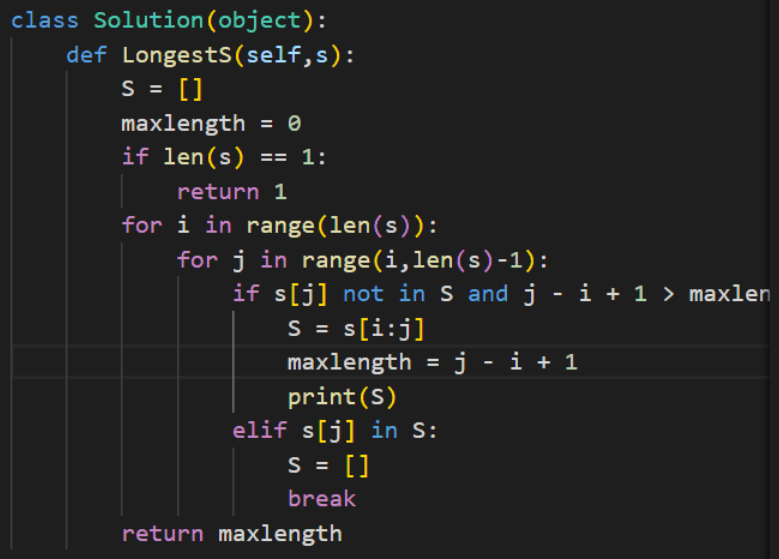 class Solution(object):
    def LongestS(self,s):
        S = []
        maxlength = 0
        if len(s) == 1:
            return 1
        for i in range(len(s)):
            for j in range(i,len(s)-1):
                if s[j] not in S and j - i + 1 > maxlen
                    S = s[i:j]
                    maxlength = j - i + 1
                    print(S)
                elif s[j] in S:
                    S = []
                    break
        return maxlength